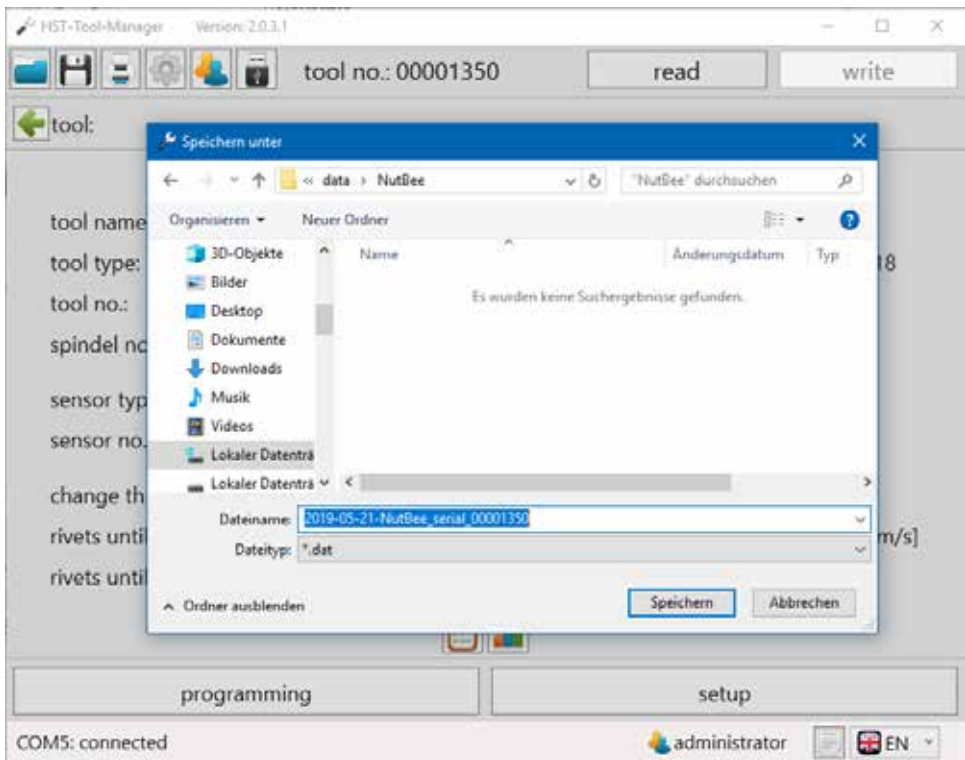 HST-Tool-Manager Version: 2.0.3.1
tool no.: 00001350 read write
tool:
Speichern unter
« data › NutBee "NutBee" durchsuchen
Organisieren Neuer Ordner
tool name
3D-Objekte Name Änderungsdatum Typ
tool type: 18
Bilder
Es wurden keine Suchergebnisse gefunden.
tool no.:
Desktop
Dokumente
spindel no
Downloads
sensor typ
Musik
Videos
sensor no.
Lokaler Datenträ
change th
Lokaler Datenträ
Dateiname: 2019-05-21-NutBee_serial_00001350
rivets until m/s]
Dateityp: *.dat
rivets until
Ordner ausblenden Speichern Abbrechen
programming setup
COM5: connected administrator EN